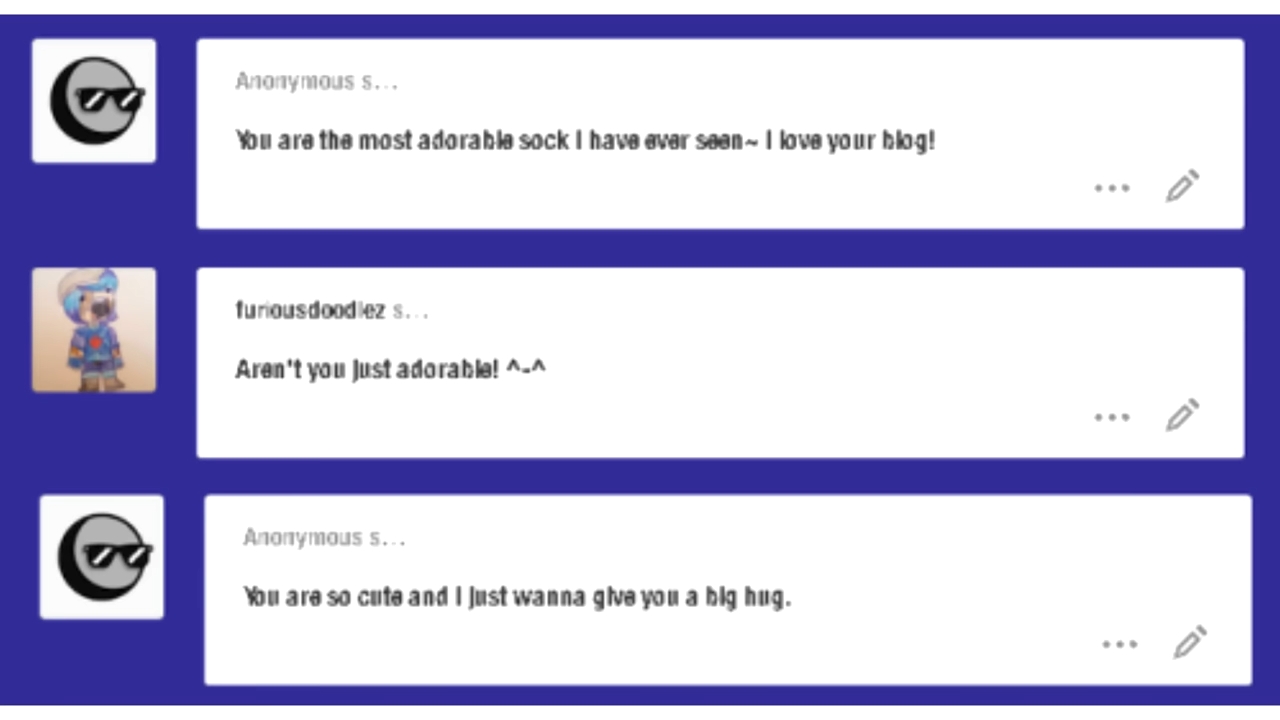 Anonymous s...
You are the most adorable sock I have ever seen~ I love your blog!
furiousdoodlez s...
Aren't you just adorable! ^-^
Anonymous s...
You are so cute and I just wanna give you a big hug.